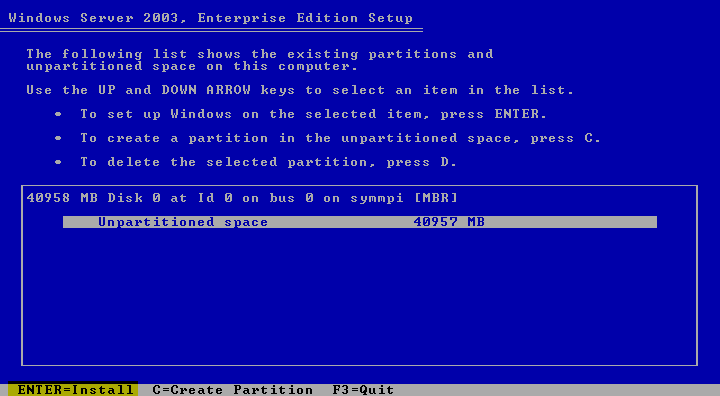 Windows Server 2003, Enterprise Edition Setup
The following list shows the existing partitions and
unpartitioned space on this computer.
Use the UP and DOWN ARROW keys to select an item in the list.
• To set up Windows on the selected item, press ENTER.
• To create a partition in the unpartitioned space, press C.
• To delete the selected partition, press D.
40958 MB Disk 0 at Id 0 on bus 0 on symmpi [MBR]
Unpartitioned space 40957 MB
ENTER=Install C=Create Partition F3=Quit